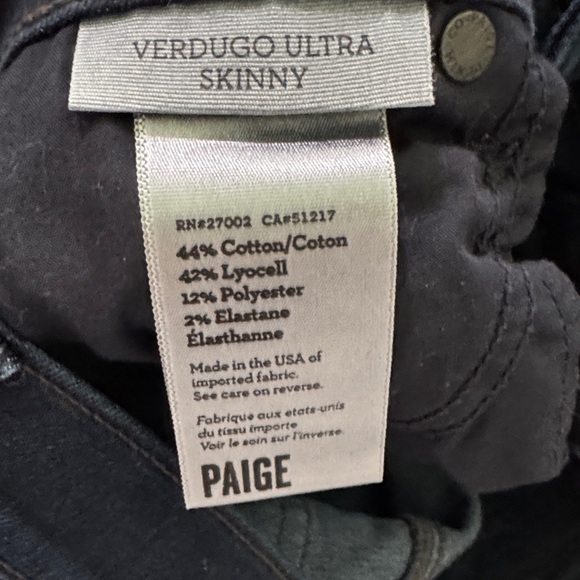 VERDUGO ULTRA
SKINNY
RN#27002 CA#51217
44% Cotton/Coton
42% Lyocell
12% Polyester
2% Elastane
Élasthanne
Made in the USA of
imported fabric.
See care on reverse.
Fabrique aux etats-unis
du tissu importe
Voir le soin sur l'inverse.
PAIGE